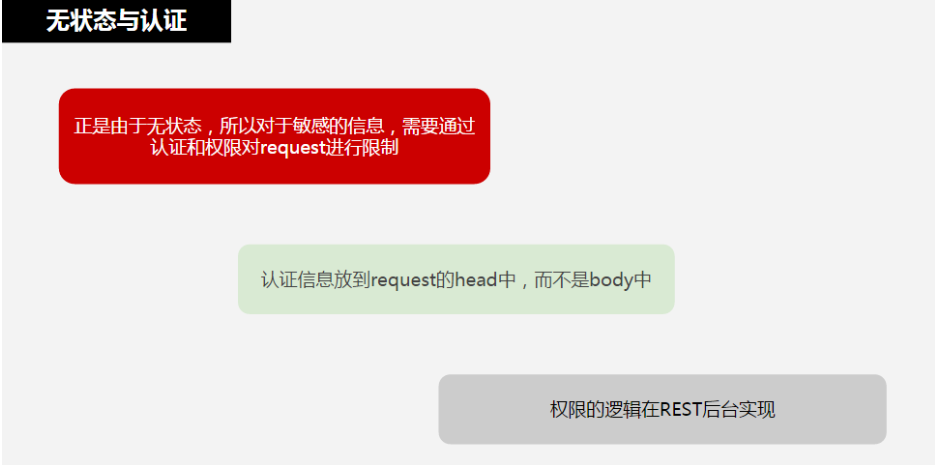 无状态与认证
正是由于无状态，所以对于敏感的信息，需要通过
认证和权限对request进行限制
认证信息放到request的head中，而不是body中
权限的逻辑在REST后台实现